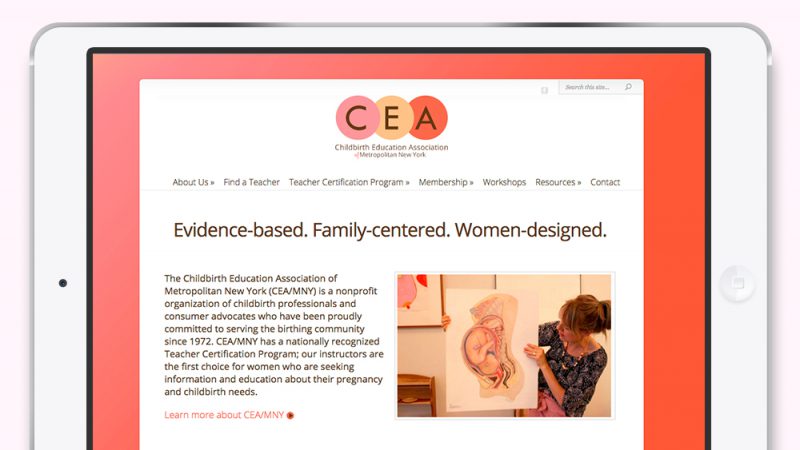 Search this site...
C E A
Childbirth Education Association
of Metropolitan New York
About Us » Find a Teacher Teacher Certification Program » Membership » Workshops Resources » Contact
Evidence-based. Family-centered. Women-designed.
The Childbirth Education Association of
Metropolitan New York (CEA/MNY) is a nonprofit
organization of childbirth professionals and
consumer advocates who have been proudly
committed to serving the birthing community
since 1972. CEA/MNY has a nationally recognized
Teacher Certification Program; our instructors are
the first choice for women who are seeking
information and education about their pregnancy
and childbirth needs.
Learn more about CEA/MNY